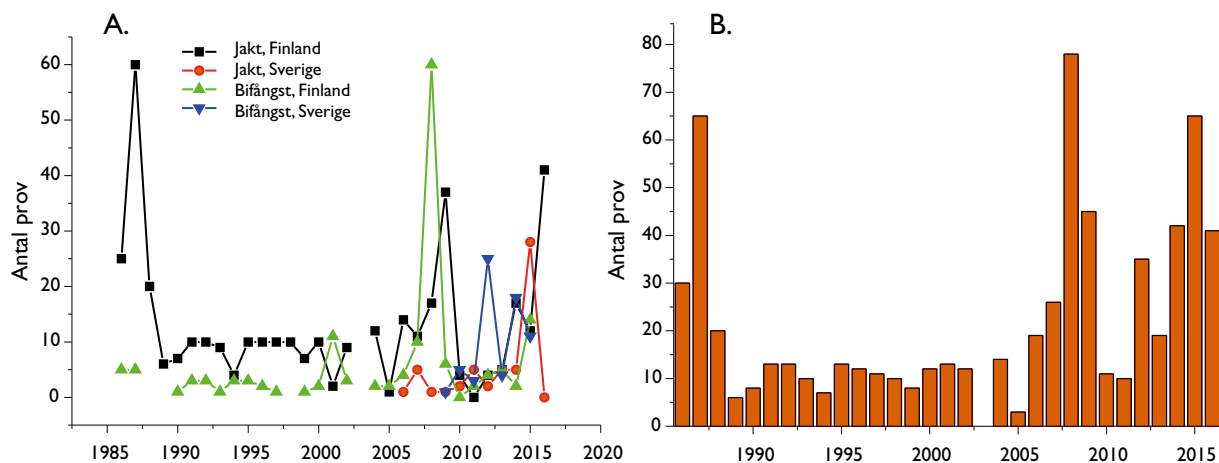 A.
Jakt, Finland
Jakt, Sverige
Bifångst, Finland
Bifångst, Sverige
Antal prov
60
50
40
30
20
10
0
1985 1990 1995 2000 2005 2010 2015 2020
B.
Antal prov
80
70
60
50
40
30
20
10
0
1990 1995 2000 2005 2010 2015